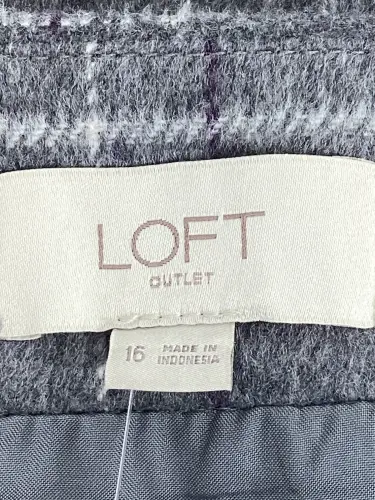 LOFT
OUTLET
16 MADE IN
INDONESIA